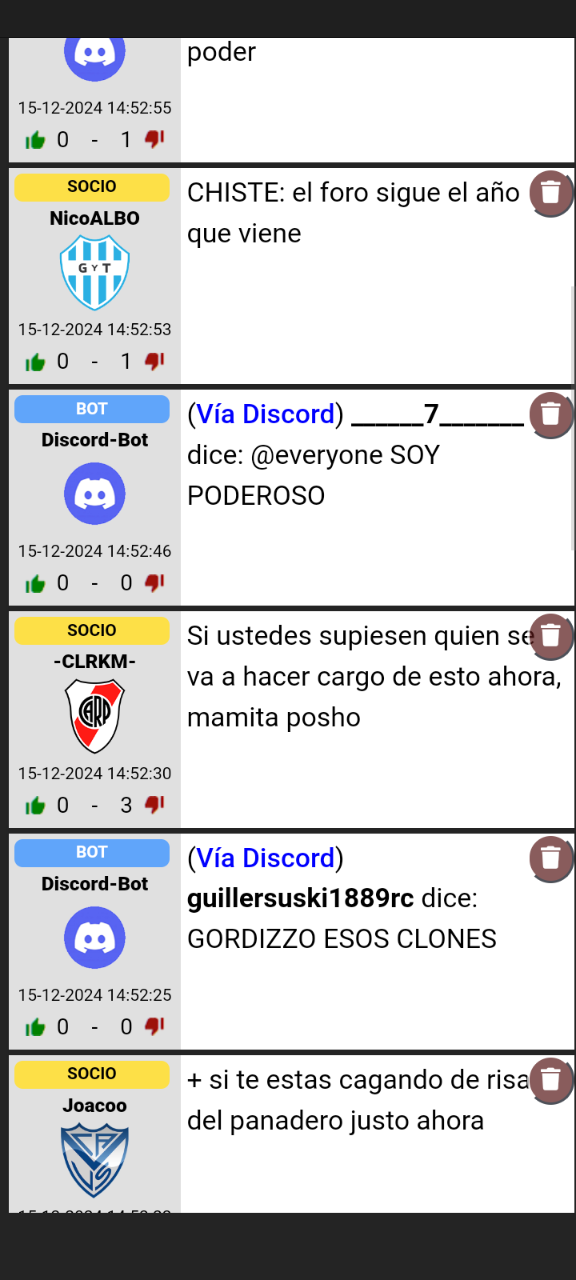 poder
15-12-2024 14:52:55
0 - 1
SOCIO
NicoALBO
G Y T
15-12-2024 14:52:53
0 - 1
CHISTE: el foro sigue el año
que viene
BOT
Discord-Bot
15-12-2024 14:52:46
0 - 0
(Vía Discord) ______7_______
dice: @everyone SOY
PODEROSO
SOCIO
-CLRKM-
CARP
15-12-2024 14:52:30
0 - 3
Si ustedes supiesen quien se
va a hacer cargo de esto ahora,
mamita posho
BOT
Discord-Bot
15-12-2024 14:52:25
0 - 0
(Vía Discord)
guillersuski1889rc dice:
GORDIZZO ESOS CLONES
SOCIO
Joacoo
CAVS
+ si te estas cagando de risa
del panadero justo ahora